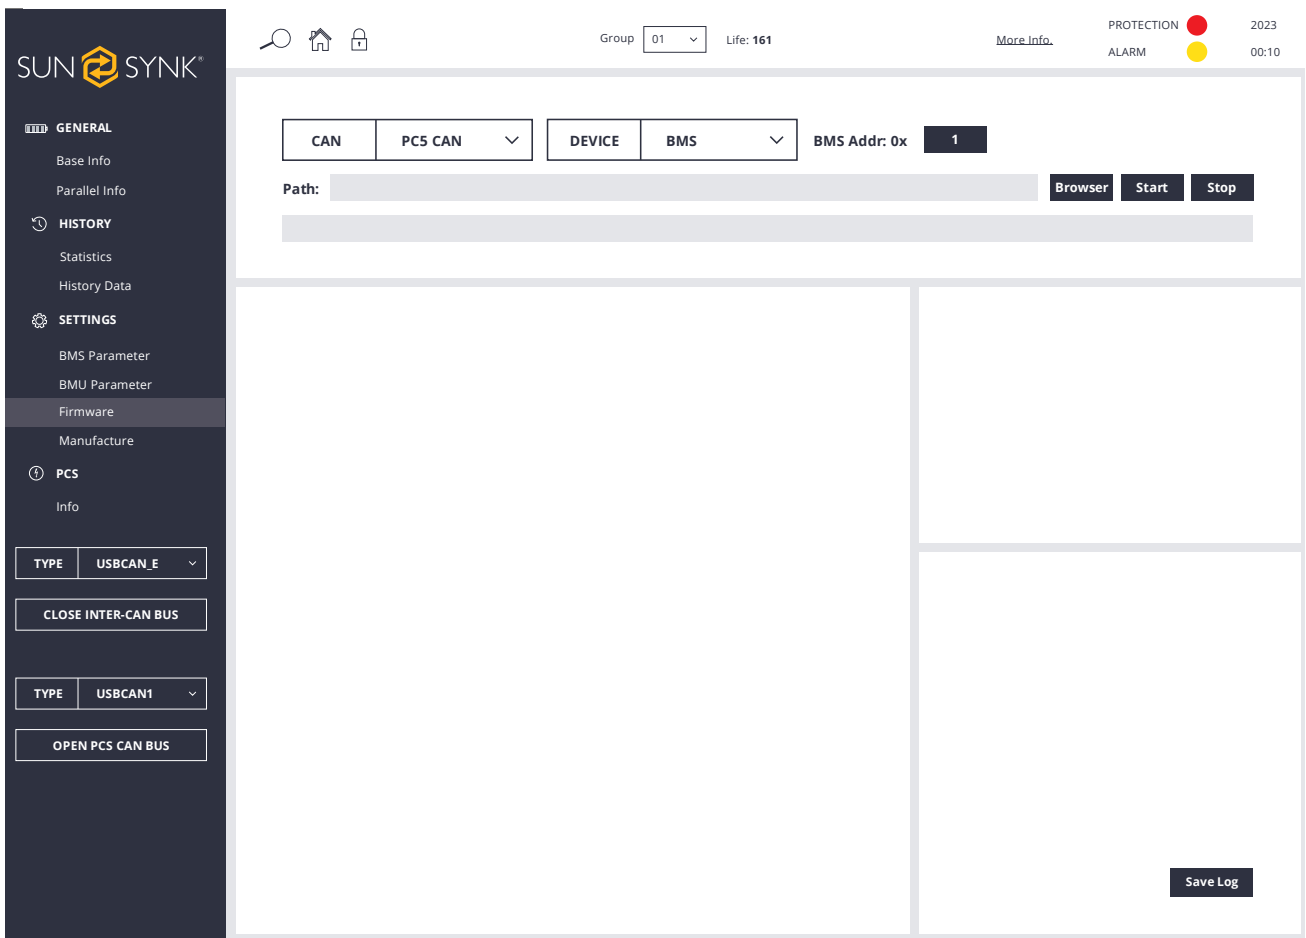 SUN SYNK®
GENERAL
Base Info
Parallel Info
HISTORY
Statistics
History Data
SETTINGS
BMS Parameter
BMU Parameter
Firmware
Manufacture
PCS
Info
TYPE USBCAN_E
CLOSE INTER-CAN BUS
TYPE USBCAN1
OPEN PCS CAN BUS
Group 01 Life: 161
More Info.
PROTECTION 2023
ALARM 00:10
CAN PC5 CAN DEVICE BMS BMS Addr: 0x 1
Path: Browser Start Stop
Save Log